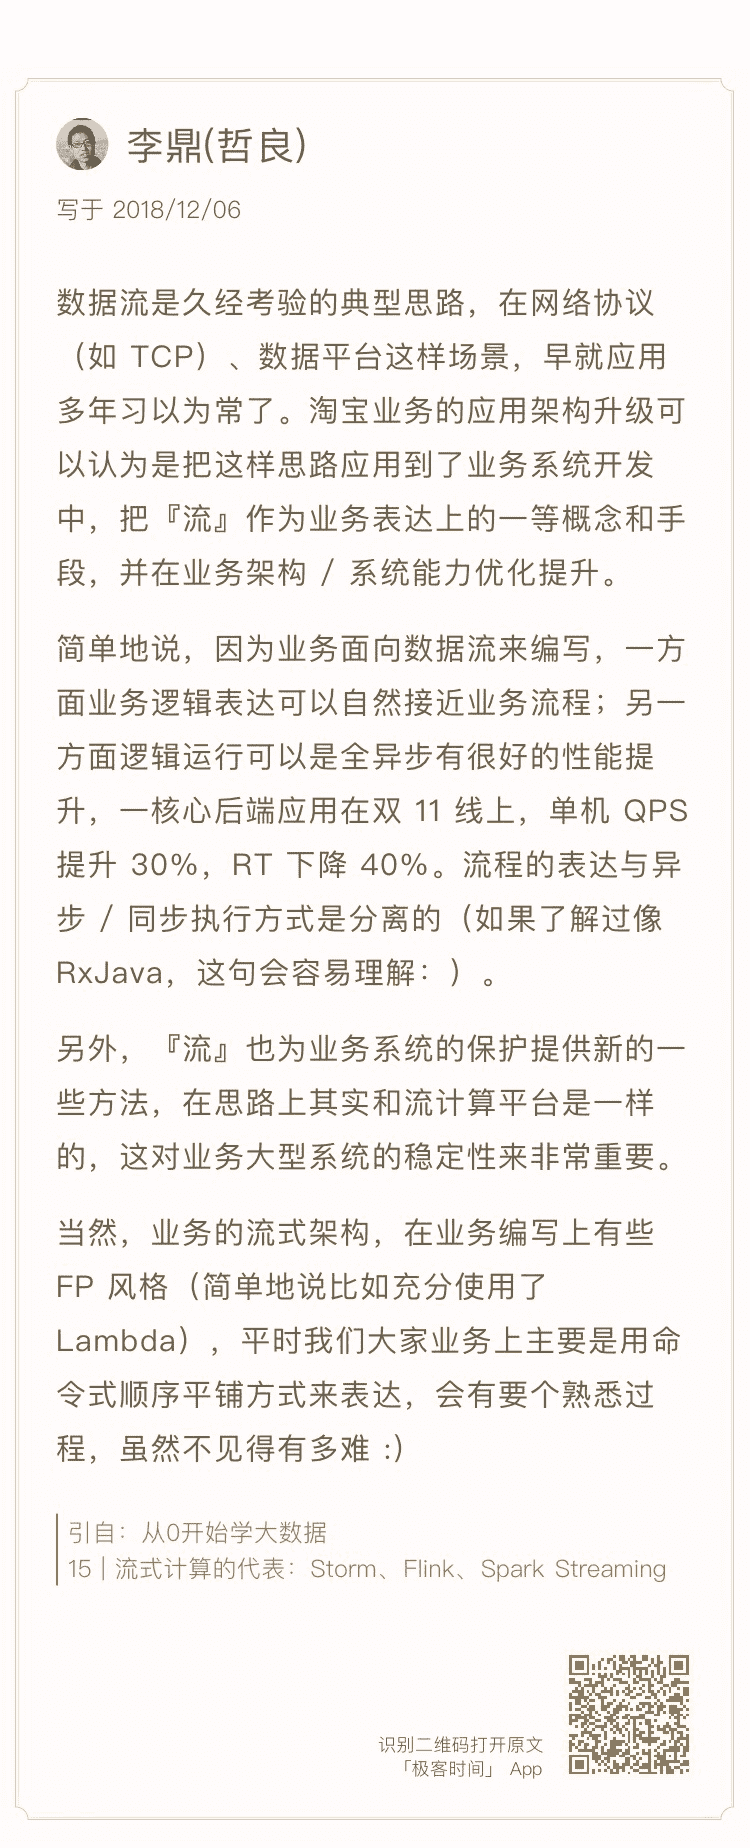 李鼎(哲良)
写于 2018/12/06
数据流是久经考验的典型思路，在网络协议
（如 TCP）、数据平台这样场景，早就应用
多年习以为常了。淘宝业务的应用架构升级可
以认为是把这样思路应用到了业务系统开发
中，把『流』作为业务表达上的一等概念和手
段，并在业务架构 / 系统能力优化提升。
简单地说，因为业务面向数据流来编写，一方
面业务逻辑表达可以自然接近业务流程；另一
方面逻辑运行可以是全异步有很好的性能提
升，一核心后端应用在双 11 线上，单机 QPS
提升 30%，RT 下降 40%。流程的表达与异
步 / 同步执行方式是分离的（如果了解过像
RxJava，这句会容易理解：）。
另外，『流』也为业务系统的保护提供新的一
些方法，在思路上其实和流计算平台是一样
的，这对业务大型系统的稳定性来非常重要。
当然，业务的流式架构，在业务编写上有些
FP 风格（简单地说比如充分使用了
Lambda），平时我们大家业务上主要是用命
令式顺序平铺方式来表达，会有要个熟悉过
程，虽然不见得有多难 :)
引自：从0开始学大数据
15 | 流式计算的代表：Storm、Flink、Spark Streaming
识别二维码打开原文
「极客时间」 App